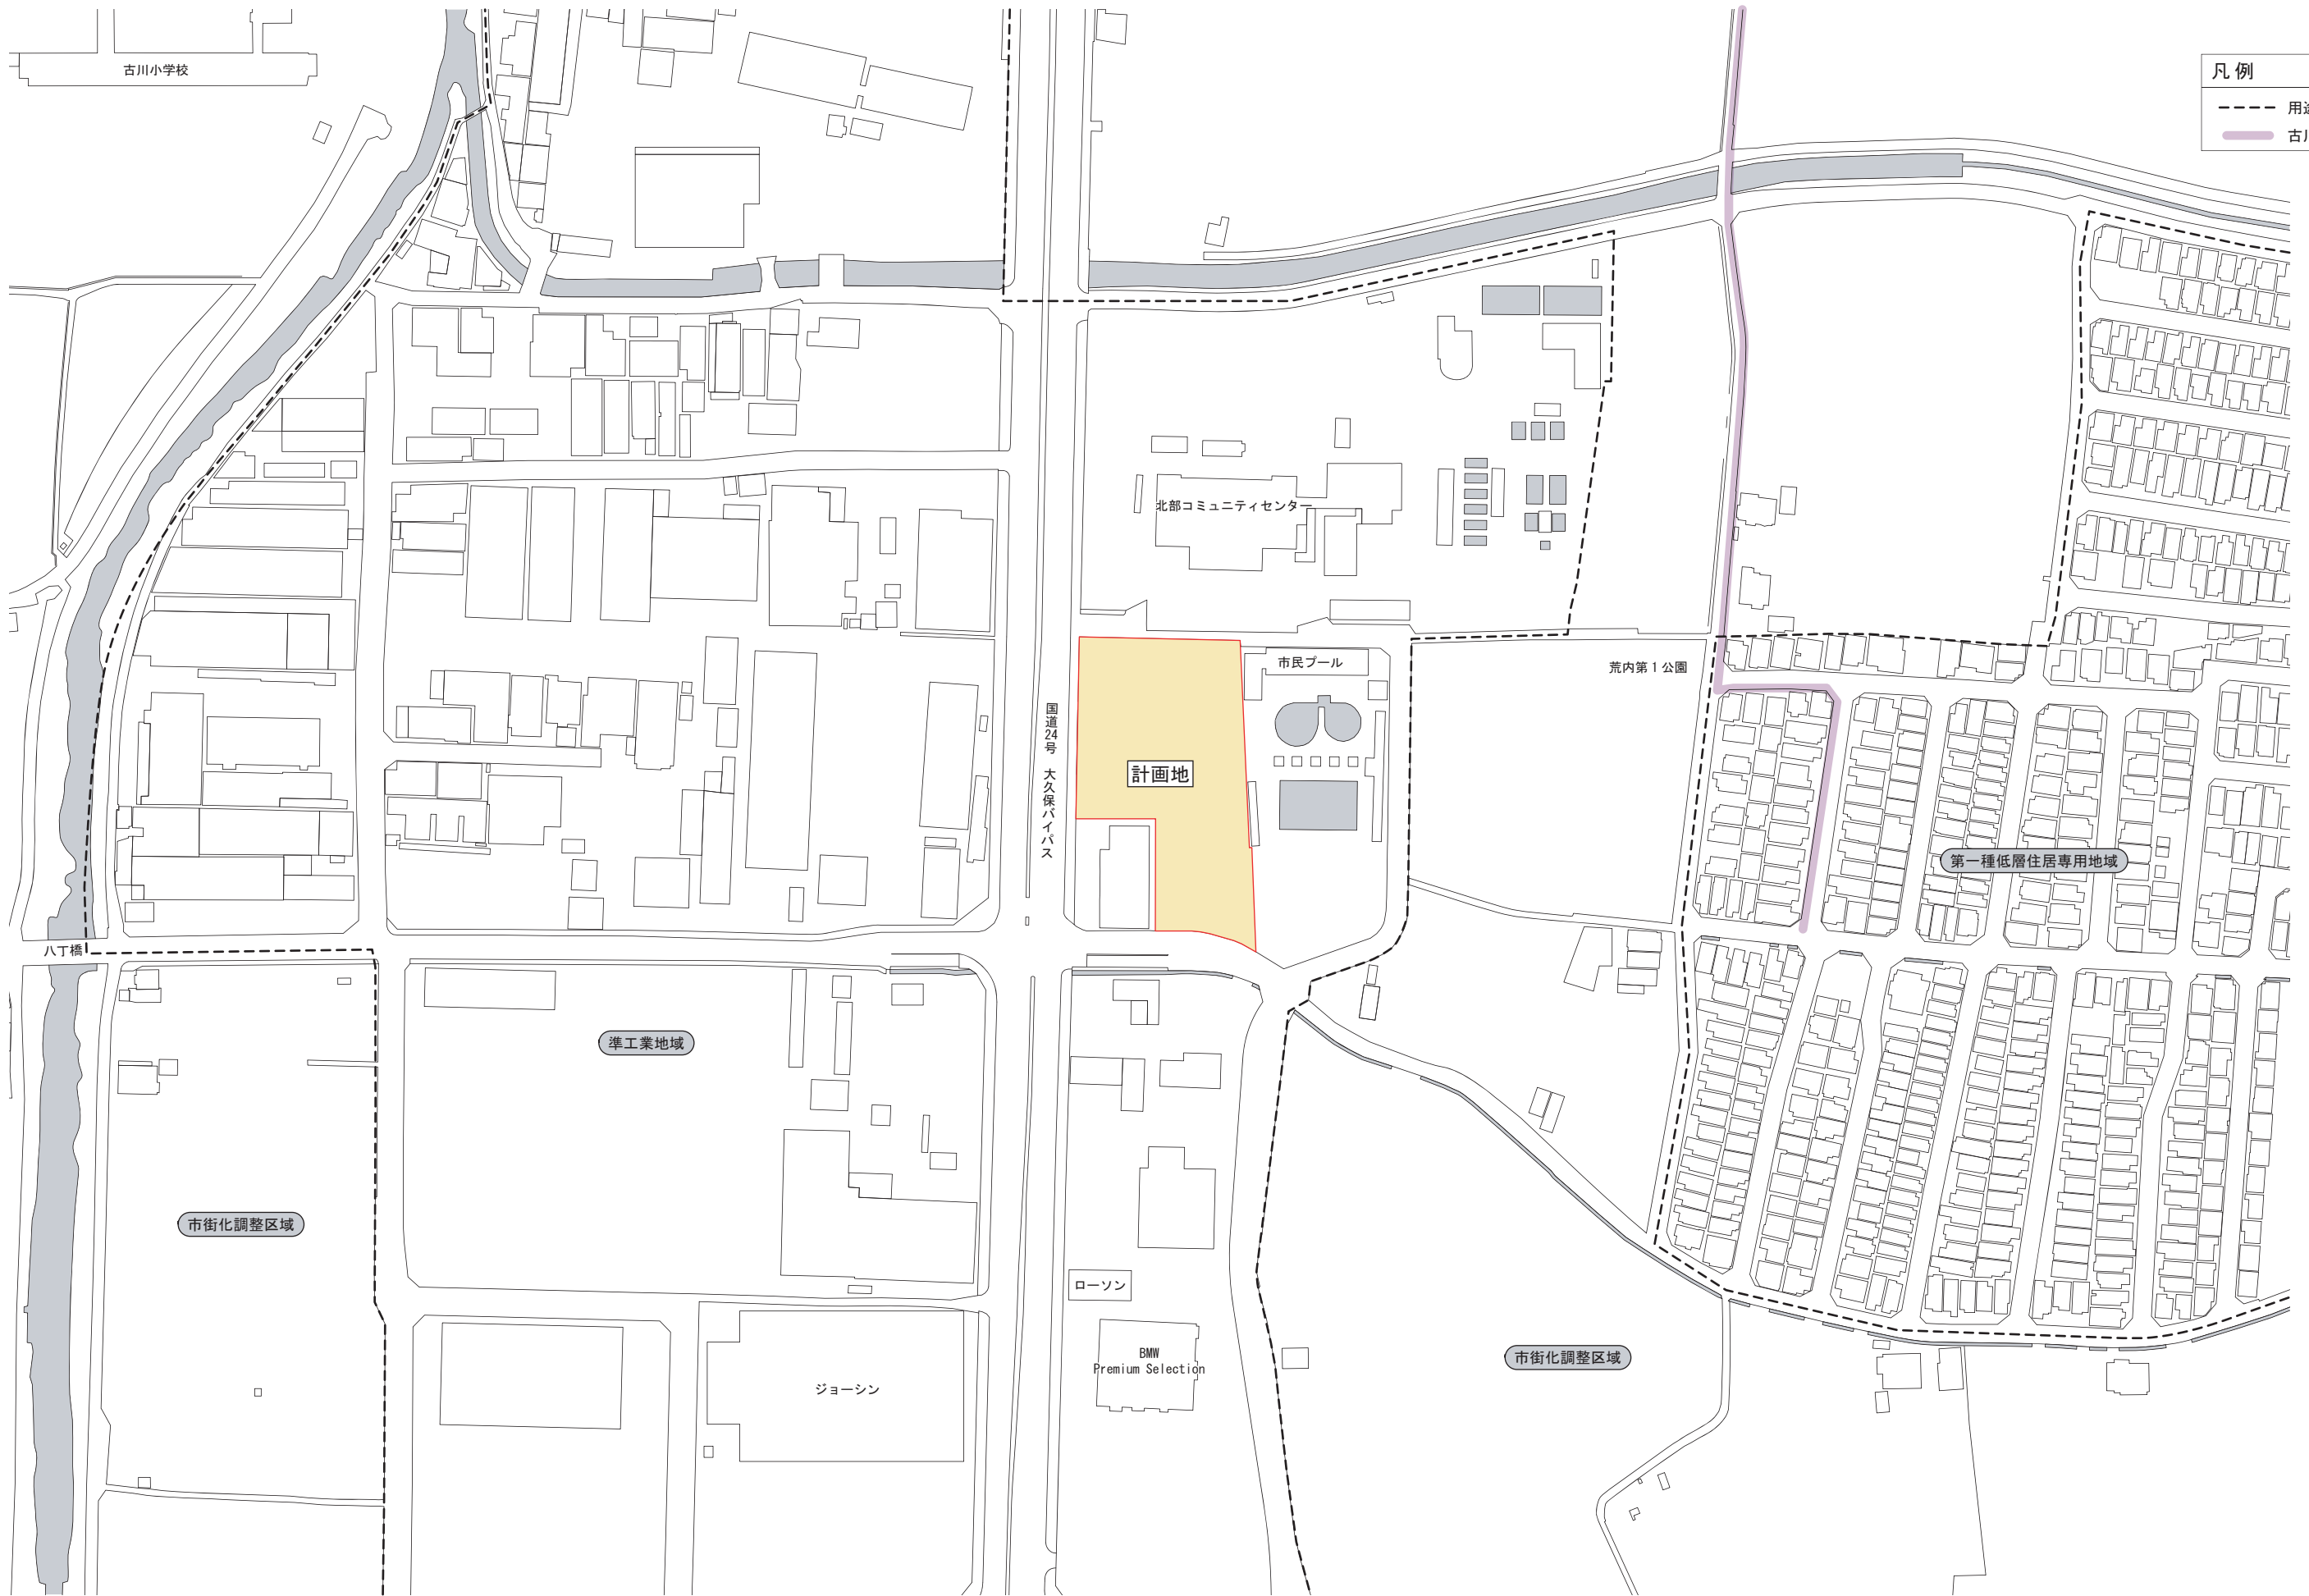 古川小学校
凡 例
用途
古川
北部コミュニティセンター
市民プール
荒内第１公園
国道24号 大久保バイパス
計画地
第一種低層住居専用地域
八丁橋
準工業地域
市街化調整区域
ローソン
BMW
Premium Selection
ジョーシン
市街化調整区域